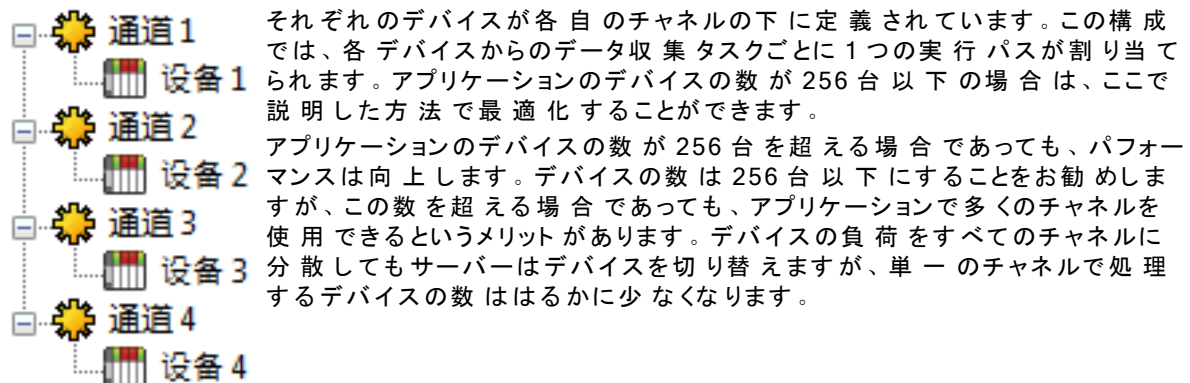 通道1
设备1
通道2
设备2
通道3
设备3
通道4
设备4
それぞれのデバイスが各自のチャネルの下に定義されています。この構成
では、各デバイスからのデータ収集タスクごとに1つの実行パスが割り当て
られます。アプリケーションのデバイスの数が256台以下の場合は、ここで
説明した方法で最適化することができます。
アプリケーションのデバイスの数が256台を超える場合であっても、パフォー
マンスは向上します。デバイスの数は256台以下にすることをお勧めしま
すが、この数を超える場合であっても、アプリケーションで多くのチャネルを
使用できるというメリットがあります。デバイスの負荷をすべてのチャネルに
分散してもサーバーはデバイスを切り替えますが、単一のチャネルで処理
するデバイスの数ははるかに少なくなります。